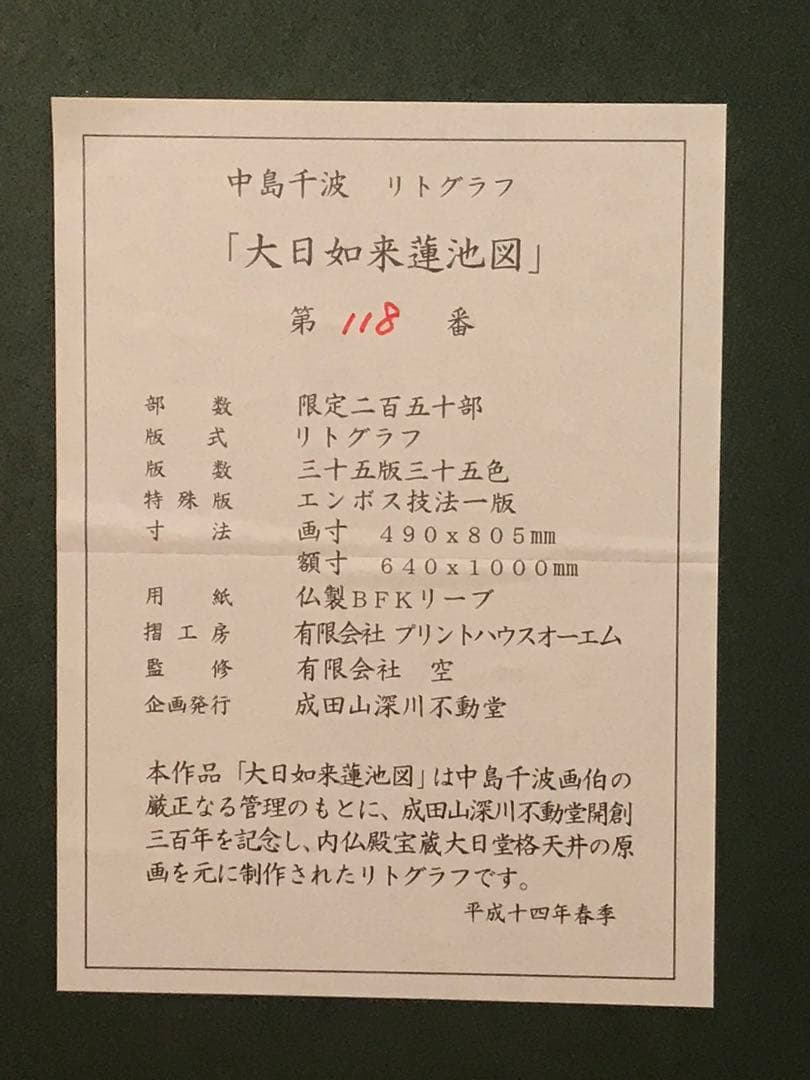 中島千波 リトグラフ
「大日如来蓮池図」
第 118 番
部数 限定二百五十部
版式 リトグラフ
版数 三十五版三十五色
特殊版 エンボス技法一版
寸法 画寸 490x805㎜
額寸 640x1000㎜
用紙 仏製BFKリーブ
摺工房 有限会社 プリントハウスオーエム
監修 有限会社 空
企画発行 成田山深川不動堂
本作品「大日如来蓮池図」は中島千波画伯の
厳正なる管理のもとに、成田山深川不動堂開創
三百年を記念し、内仏殿宝蔵大日堂格天井の原
画を元に制作されたリトグラフです。
平成十四年春季